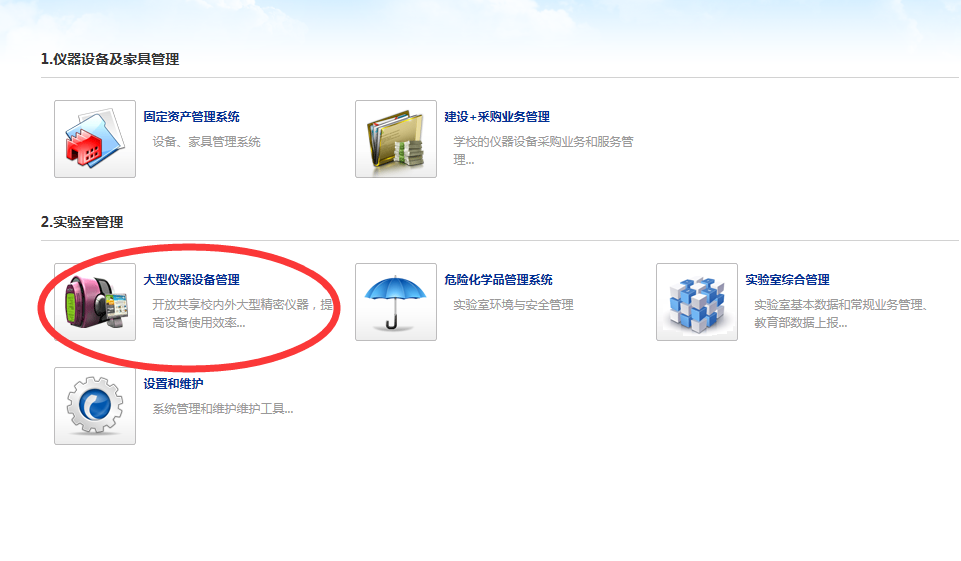 1.仪器设备及家具管理
固定资产管理系统
设备、家具管理系统
建设+采购业务管理
学校的仪器设备采购业务和服务管
理...
2.实验室管理
大型仪器设备管理
开放共享校内外大型精密仪器，提
高设备使用效率...
危险化学品管理系统
实验室环境与安全管理
实验室综合管理
实验室基本数据和常规业务管理、
教育部数据上报...
设置和维护
系统管理和维护维护工具...